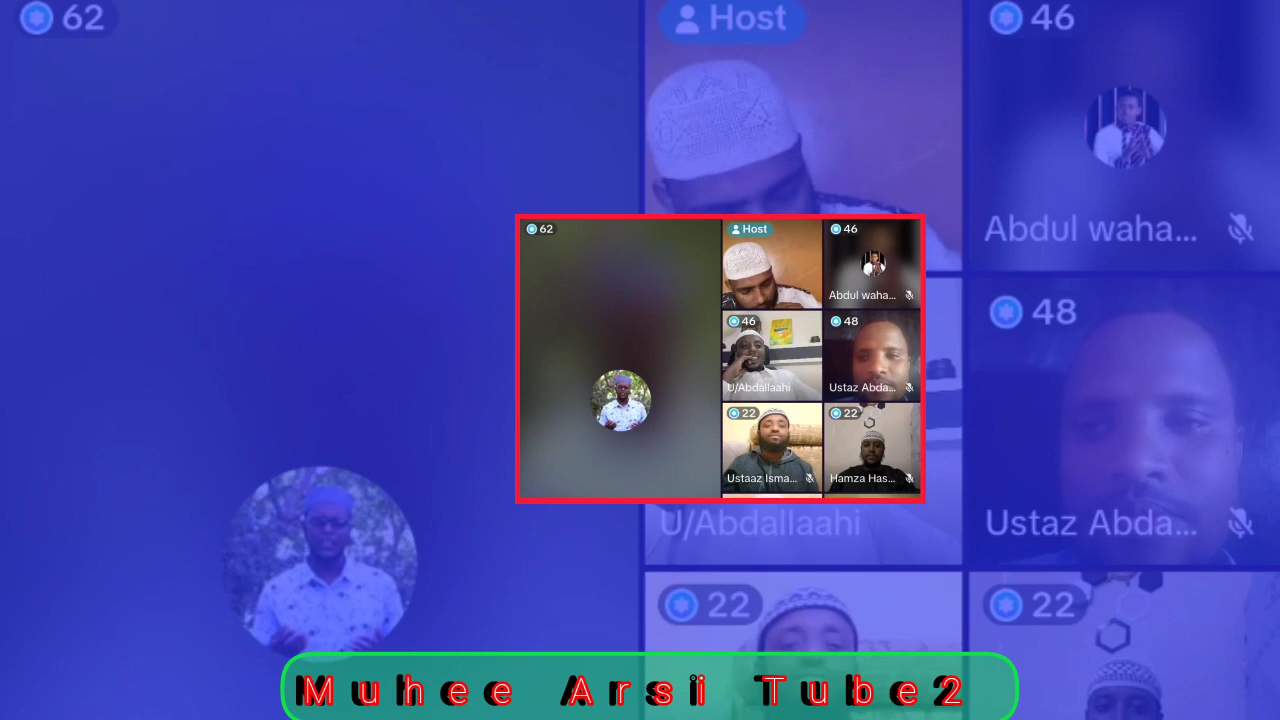 62
Host
46
Abdul waha...
48
U/Abdallaahi
Ustaz Abda...
22
22
62
Host
46
Abdul waha...
46
48
U/Abdallaahi
Ustaz Abda...
22
22
Ustaaz Isma...
Hamza Has...
Muhee Arsi Tube2